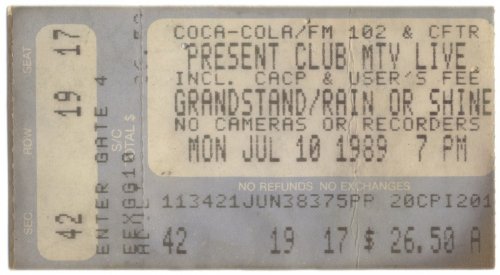 COCA-COLA/FM 102 & CFTR
PRESENT CLUB MTV LIVE
INCL. CACP & USER'S FEE
GRANDSTAND/RAIN OR SHINE
NO CAMERAS OR RECORDERS
MON JUL 10 1989 7 PM
NO REFUNDS NO EXCHANGES
113421JUN38375PP 20CPI201
42 19 17 $ 26.50 A
SEAT 17
ROW 19
SEC. 42
ENTER GATE 4
S/C
TOTAL$